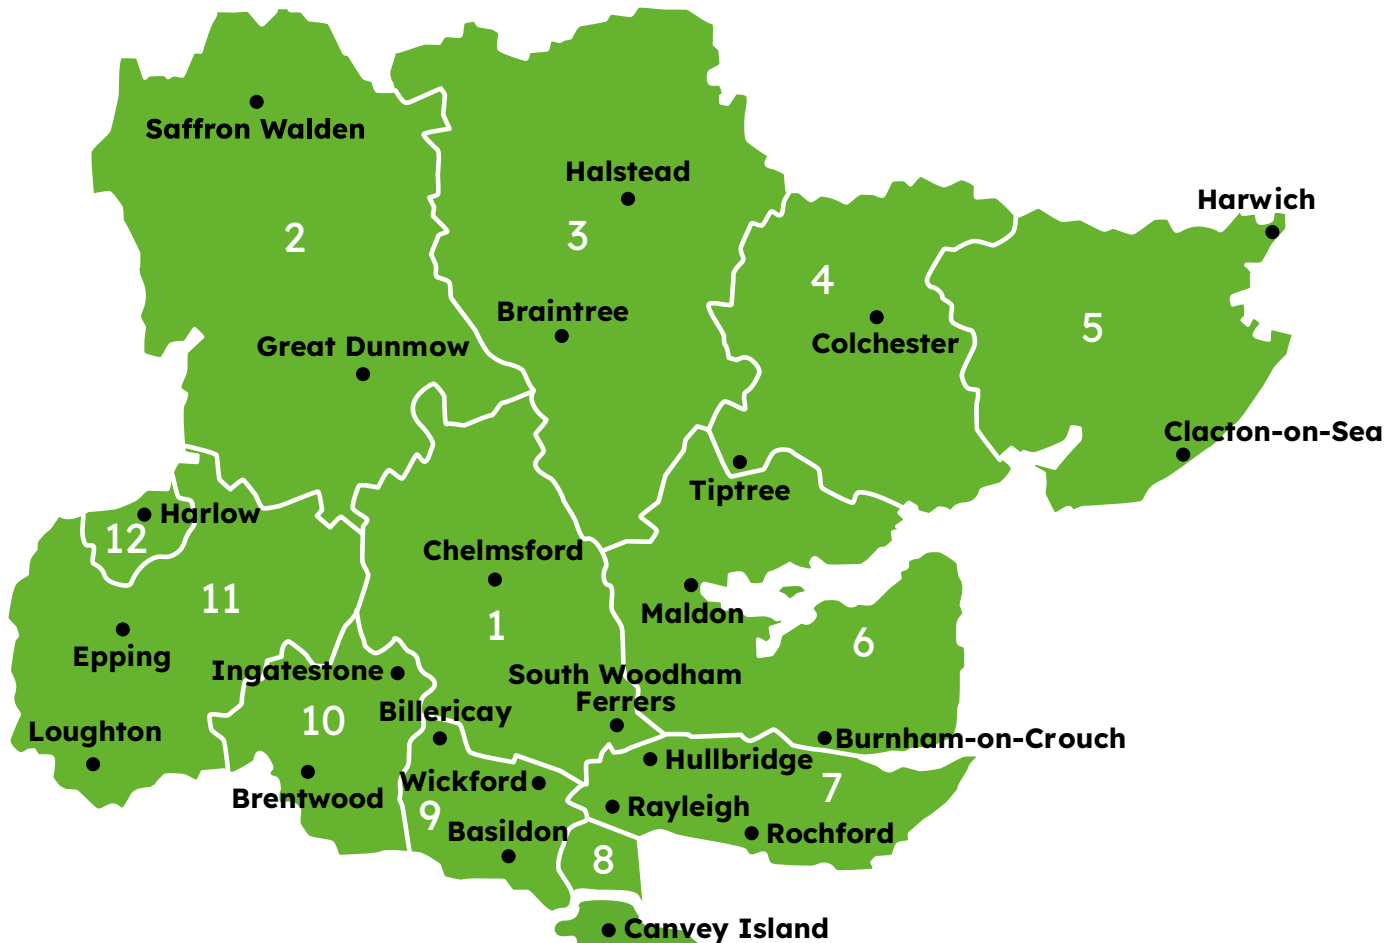 Saffron Walden
Halstead
Harwich
2
3
4
Braintree
5
Great Dunmow
Colchester
Clacton-on-Sea
Tiptree
Harlow
12
Chelmsford
11
Maldon
1
6
Epping
Ingatestone
South Woodham
Ferrers
Billericay
10
Loughton
Burnham-on-Crouch
Hullbridge
Wickford
7
Brentwood
Rayleigh
9
Basildon
Rochford
8
Canvey Island